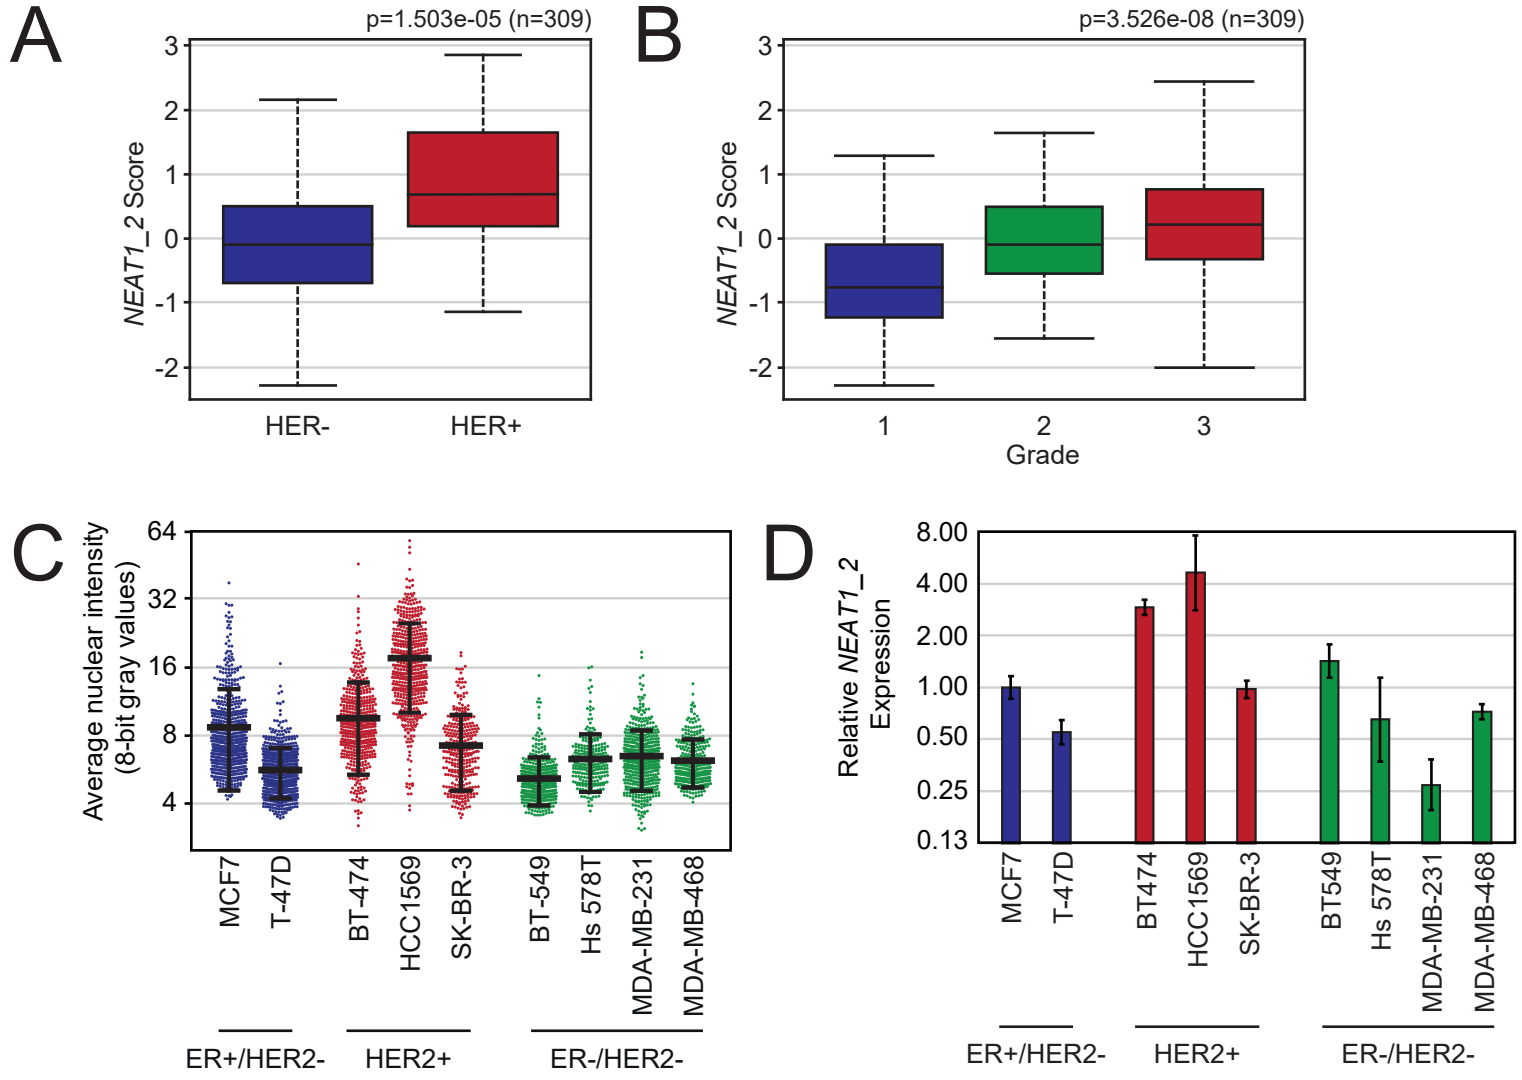 A
p=1.503e-05 (n=309)
NEAT1_2 Score
3
2
1
0
-1
-2
HER-
HER+
B
p=3.526e-08 (n=309)
NEAT1_2 Score
3
2
1
0
-1
-2
1
2
3
Grade
C
Average nuclear intensity
(8-bit gray values)
64
32
16
8
4
MCF7
T-47D
BT-474
HCC1569
SK-BR-3
BT-549
Hs 578T
MDA-MB-231
MDA-MB-468
ER+/HER2-
HER2+
ER-/HER2-
D
Relative NEAT1_2
Expression
8.00
4.00
2.00
1.00
0.50
0.25
0.13
MCF7
T-47D
BT474
HCC1569
SK-BR-3
BT549
Hs 578T
MDA-MB-231
MDA-MB-468
ER+/HER2-
HER2+
ER-/HER2-